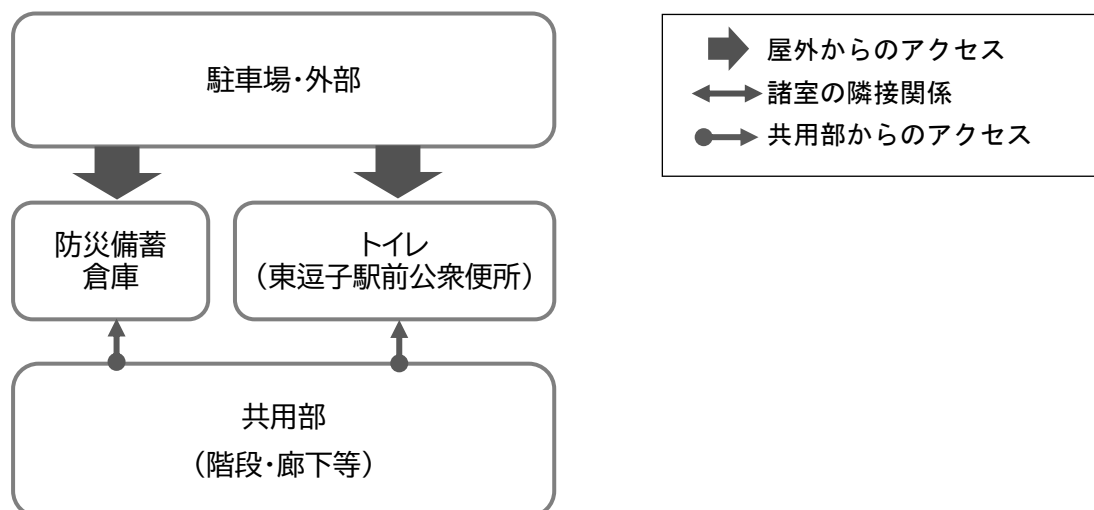 駐車場・外部
屋外からのアクセス
諸室の隣接関係
共用部からのアクセス
防災備蓄
倉庫
トイレ
（東逗子駅前公衆便所）
共用部
（階段・廊下等）